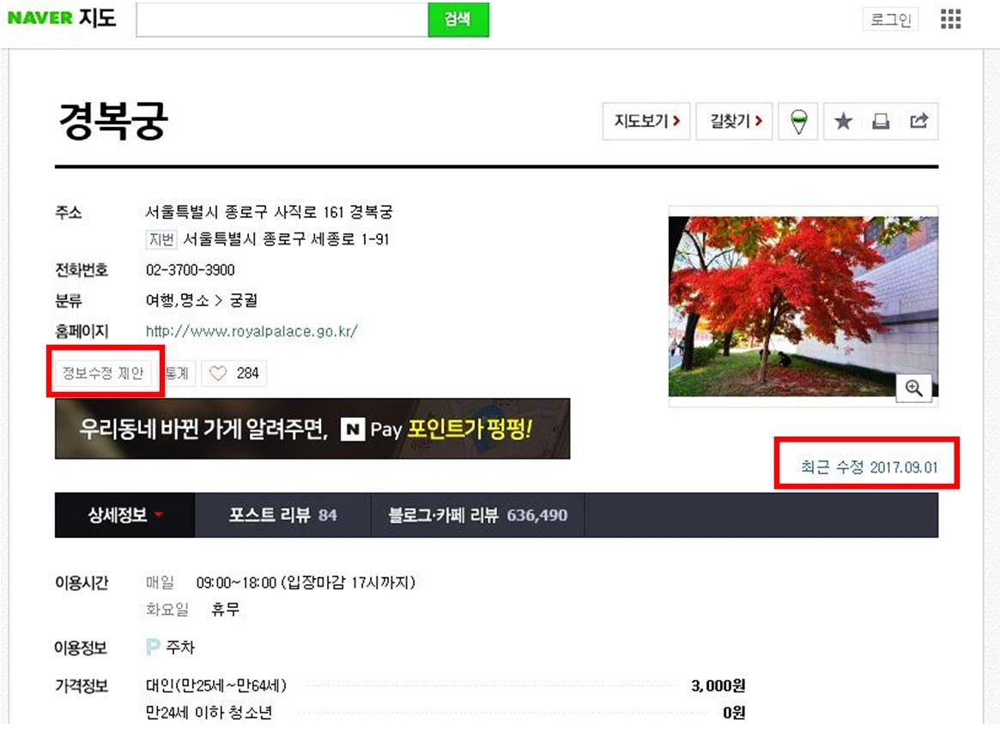 NAVER 지도
검색
로그인
경복궁
지도보기 길찾기
주소 서울특별시 종로구 사직로 161 경복궁
지번 서울특별시 종로구 세종로 1-91
전화번호 02-3700-3900
분류 여행,명소 > 궁궐
홈페이지 http://www.royalpalace.go.kr/
정보수정 제안 통계 284
우리동네 바뀐 가게 알려주면, N Pay 포인트가 펑펑!
최근 수정 2017.09.01
상세정보 포스트 리뷰 84 블로그·카페 리뷰 636,490
이용시간 매일 09:00~18:00 (입장마감 17시까지)
화요일 휴무
이용정보 P 주차
가격정보 대인(만25세~만64세) 3,000원
만24세 이하 청소년 0원